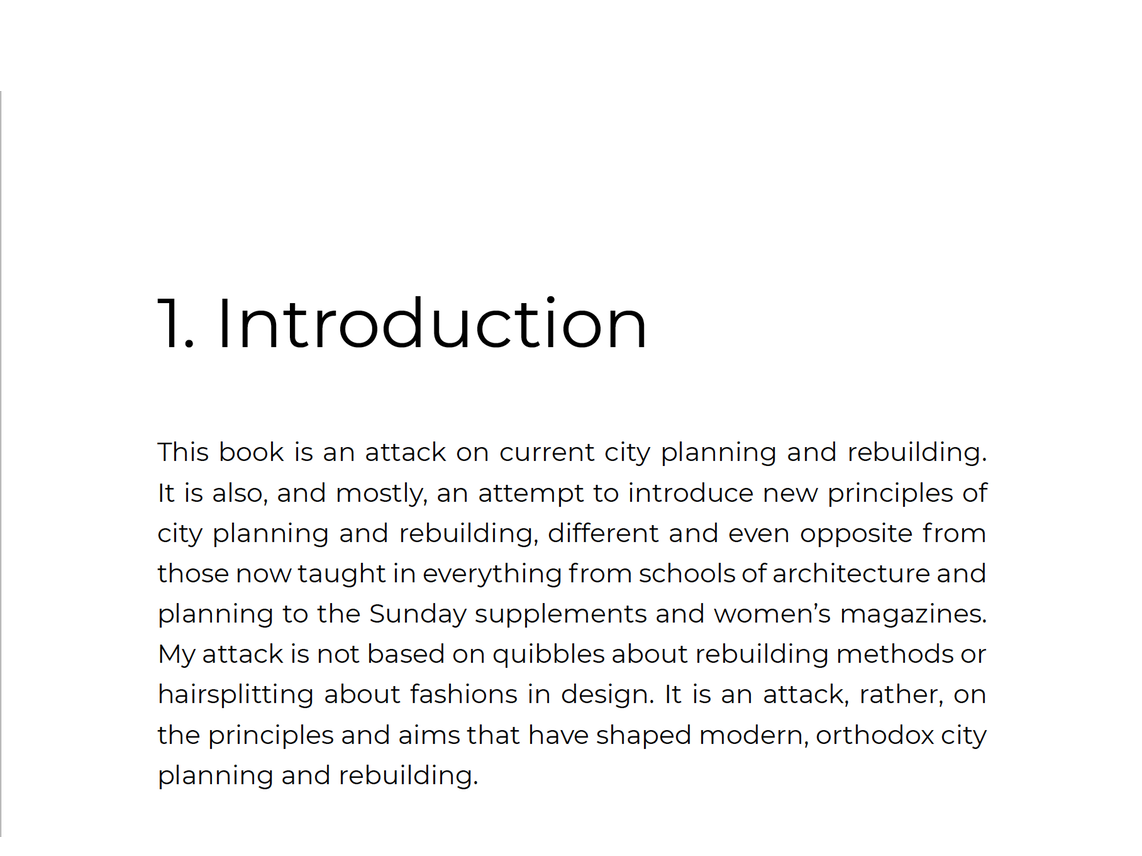 1. Introduction
This book is an attack on current city planning and rebuilding.
It is also, and mostly, an attempt to introduce new principles of
city planning and rebuilding, different and even opposite from
those now taught in everything from schools of architecture and
planning to the Sunday supplements and women’s magazines.
My attack is not based on quibbles about rebuilding methods or
hairsplitting about fashions in design. It is an attack, rather, on
the principles and aims that have shaped modern, orthodox city
planning and rebuilding.